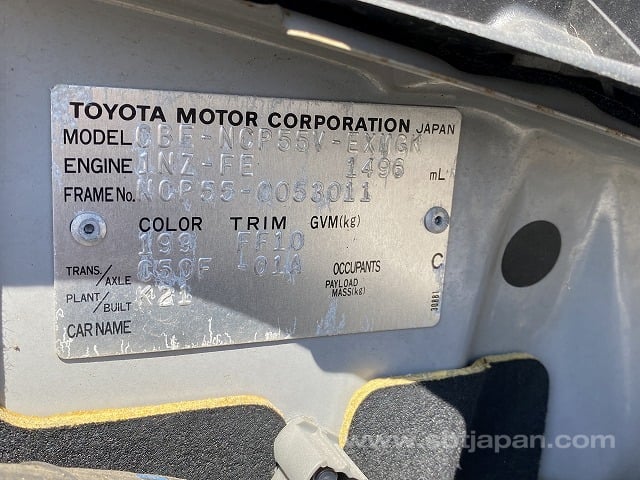 TOYOTA MOTOR CORPORATION JAPAN
MODEL CBE-NCP55V-EXMGK
ENGINE 1NZ-FE 1496 mL
FRAME No. NCP55-0053011
COLOR TRIM GVM(kg)
199 FF10
TRANS./AXLE C50F -01A OCCUPANTS C
PLANT/BUILT K21 PAYLOAD MASS(kg)
CAR NAME
www.sbtjapan.com